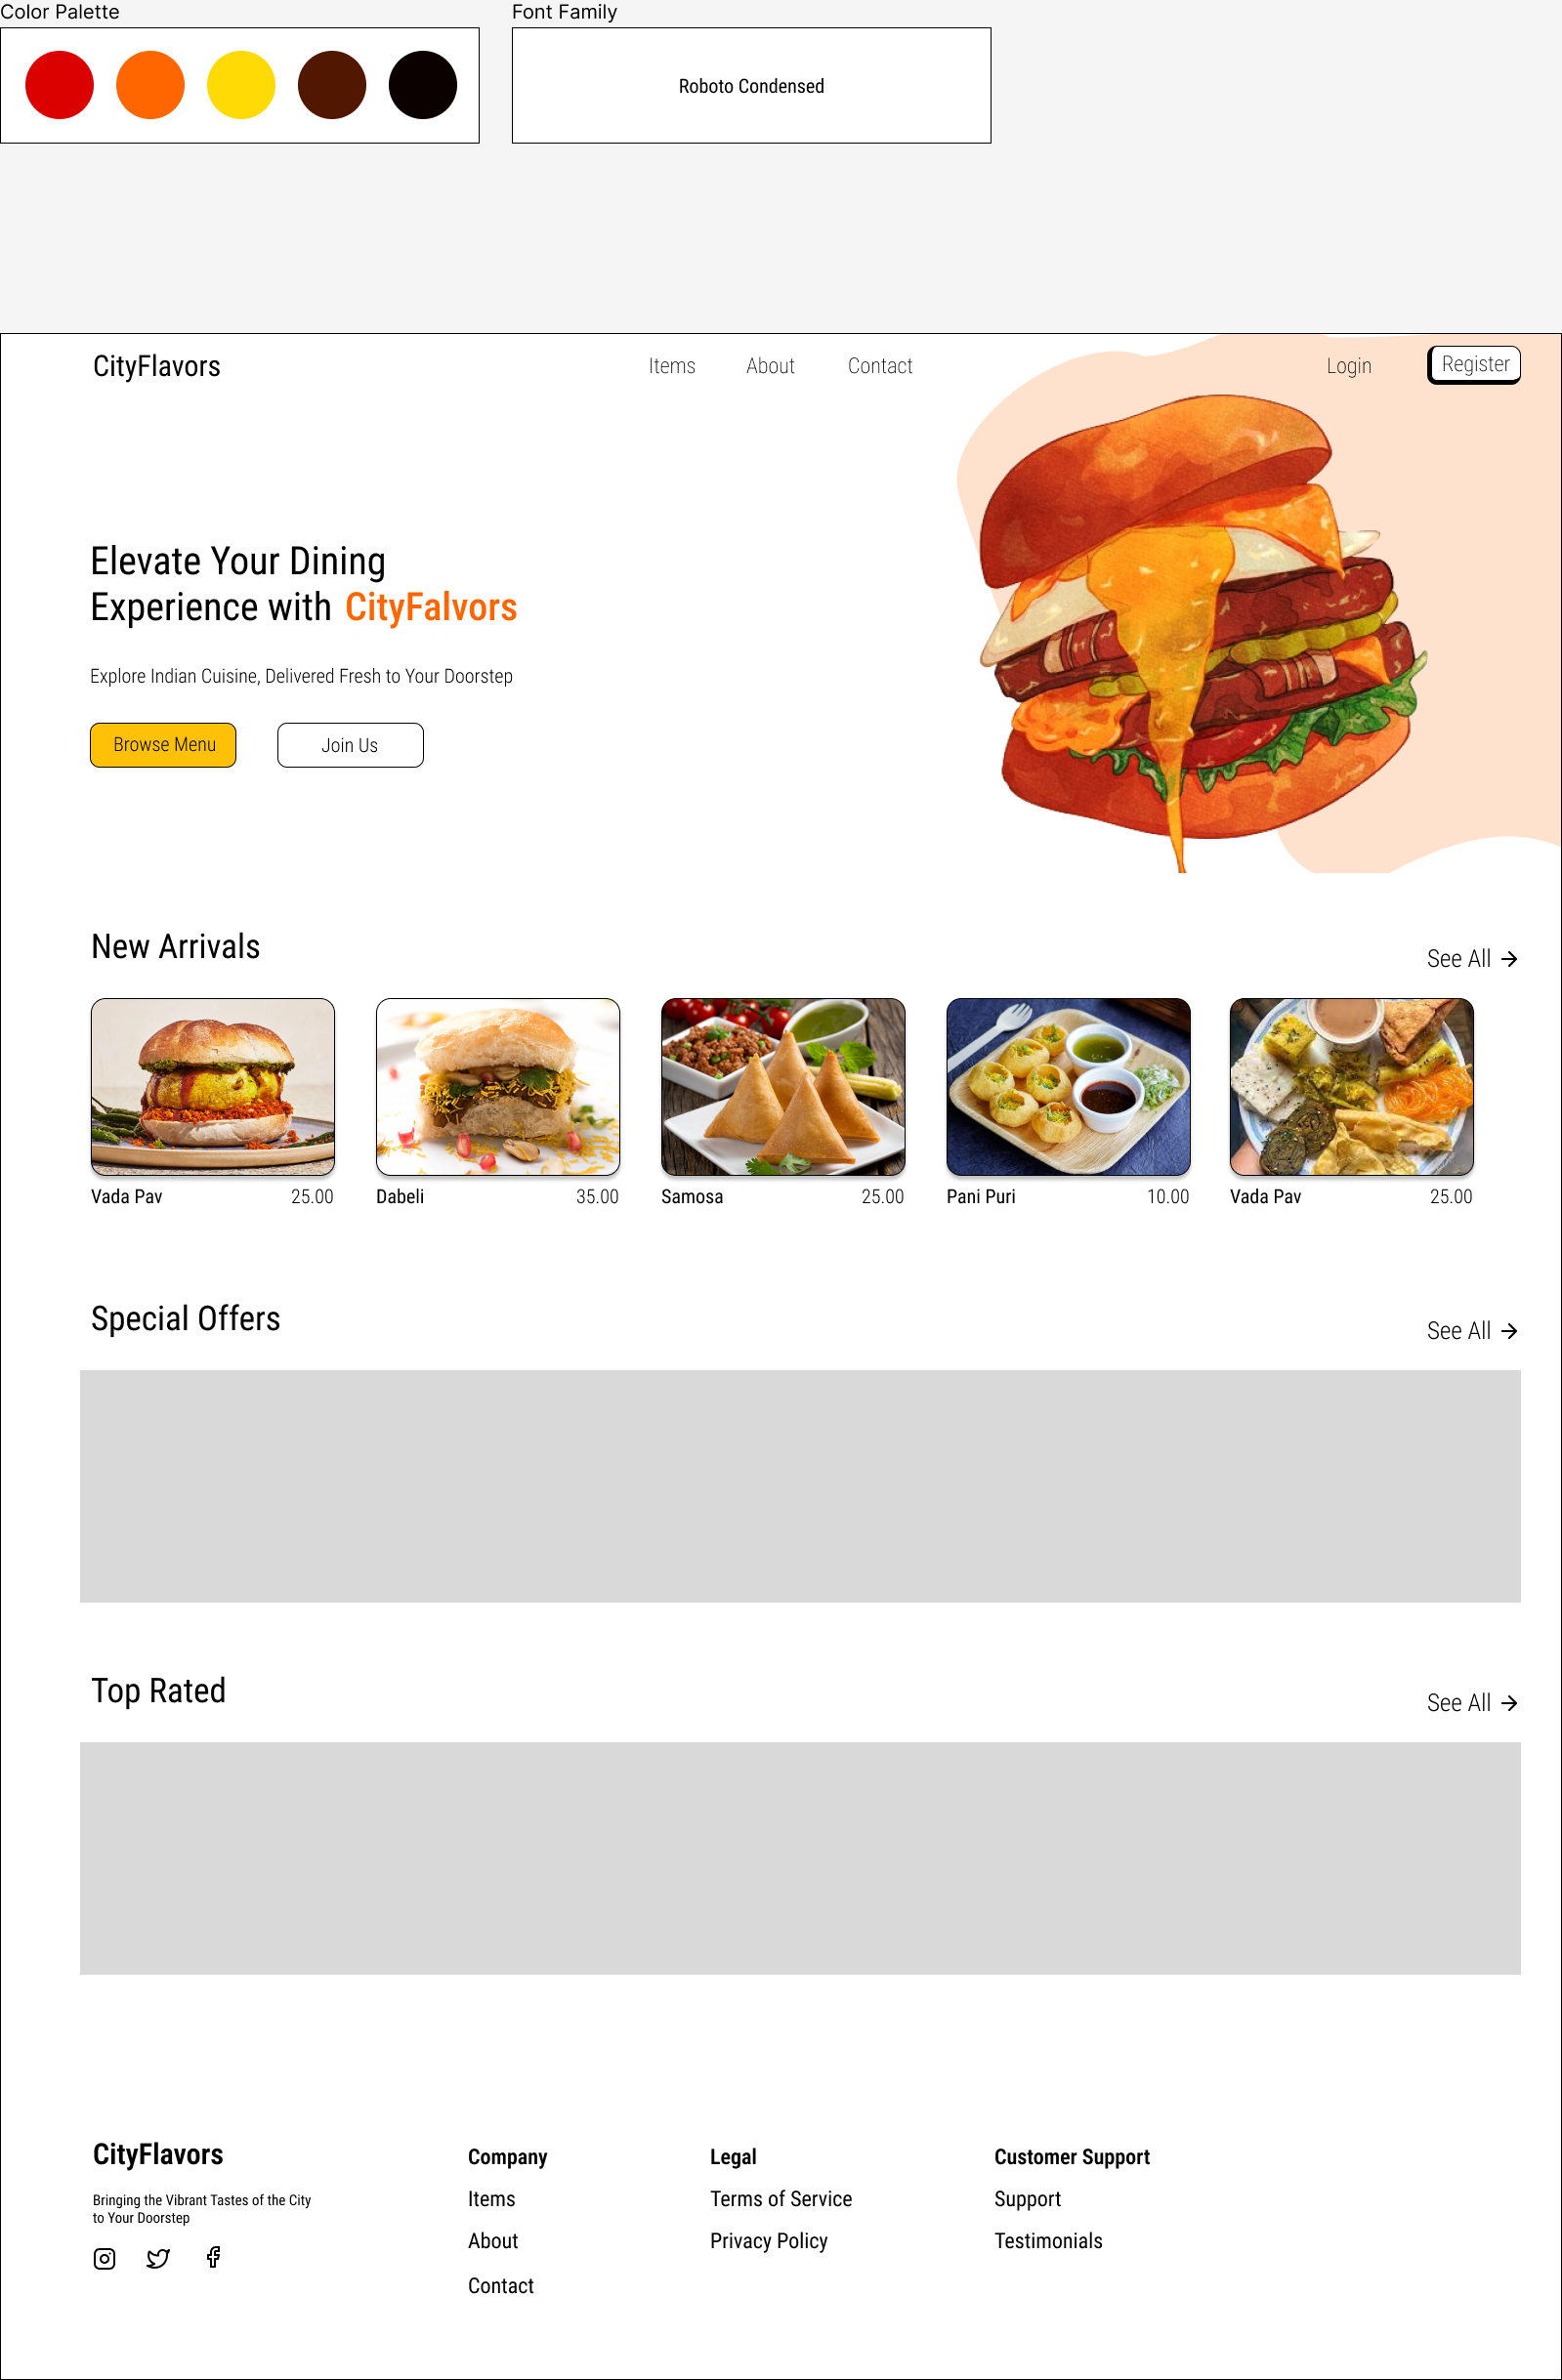 Color Palette
Font Family
Roboto Condensed
CityFlavors
Items
About
Contact
Login
Register
Elevate Your Dining
Experience with CityFalvors
Explore Indian Cuisine, Delivered Fresh to Your Doorstep
Browse Menu
Join Us
New Arrivals
See All
Vada Pav 25.00
Dabeli 35.00
Samosa 25.00
Pani Puri 10.00
Vada Pav 25.00
Special Offers
See All
Top Rated
See All
CityFlavors
Bringing the Vibrant Tastes of the City
to Your Doorstep
Company
Items
About
Contact
Legal
Terms of Service
Privacy Policy
Customer Support
Support
Testimonials